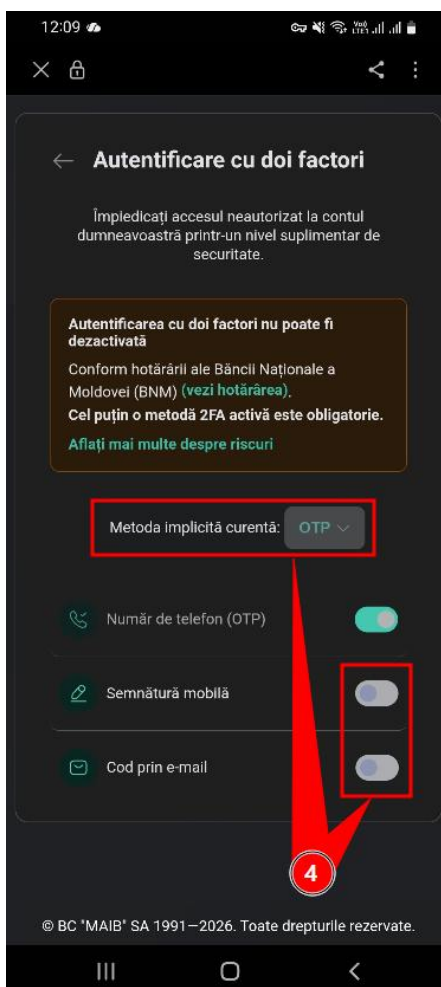 12:09
Autentificare cu doi factori
Împiedicați accesul neautorizat la contul
dumneavoastră printr-un nivel suplimentar de
securitate.
Autentificarea cu doi factori nu poate fi
dezactivată
Conform hotărârii ale Băncii Naționale a
Moldovei (BNM) (vezi hotărârea).
Cel puțin o metodă 2FA activă este obligatorie.
Aflați mai multe despre riscuri
Metoda implicită curentă: OTP
Număr de telefon (OTP)
Semnătură mobilă
Cod prin e-mail
4
© BC "MAIB" SA 1991–2026. Toate drepturile rezervate.